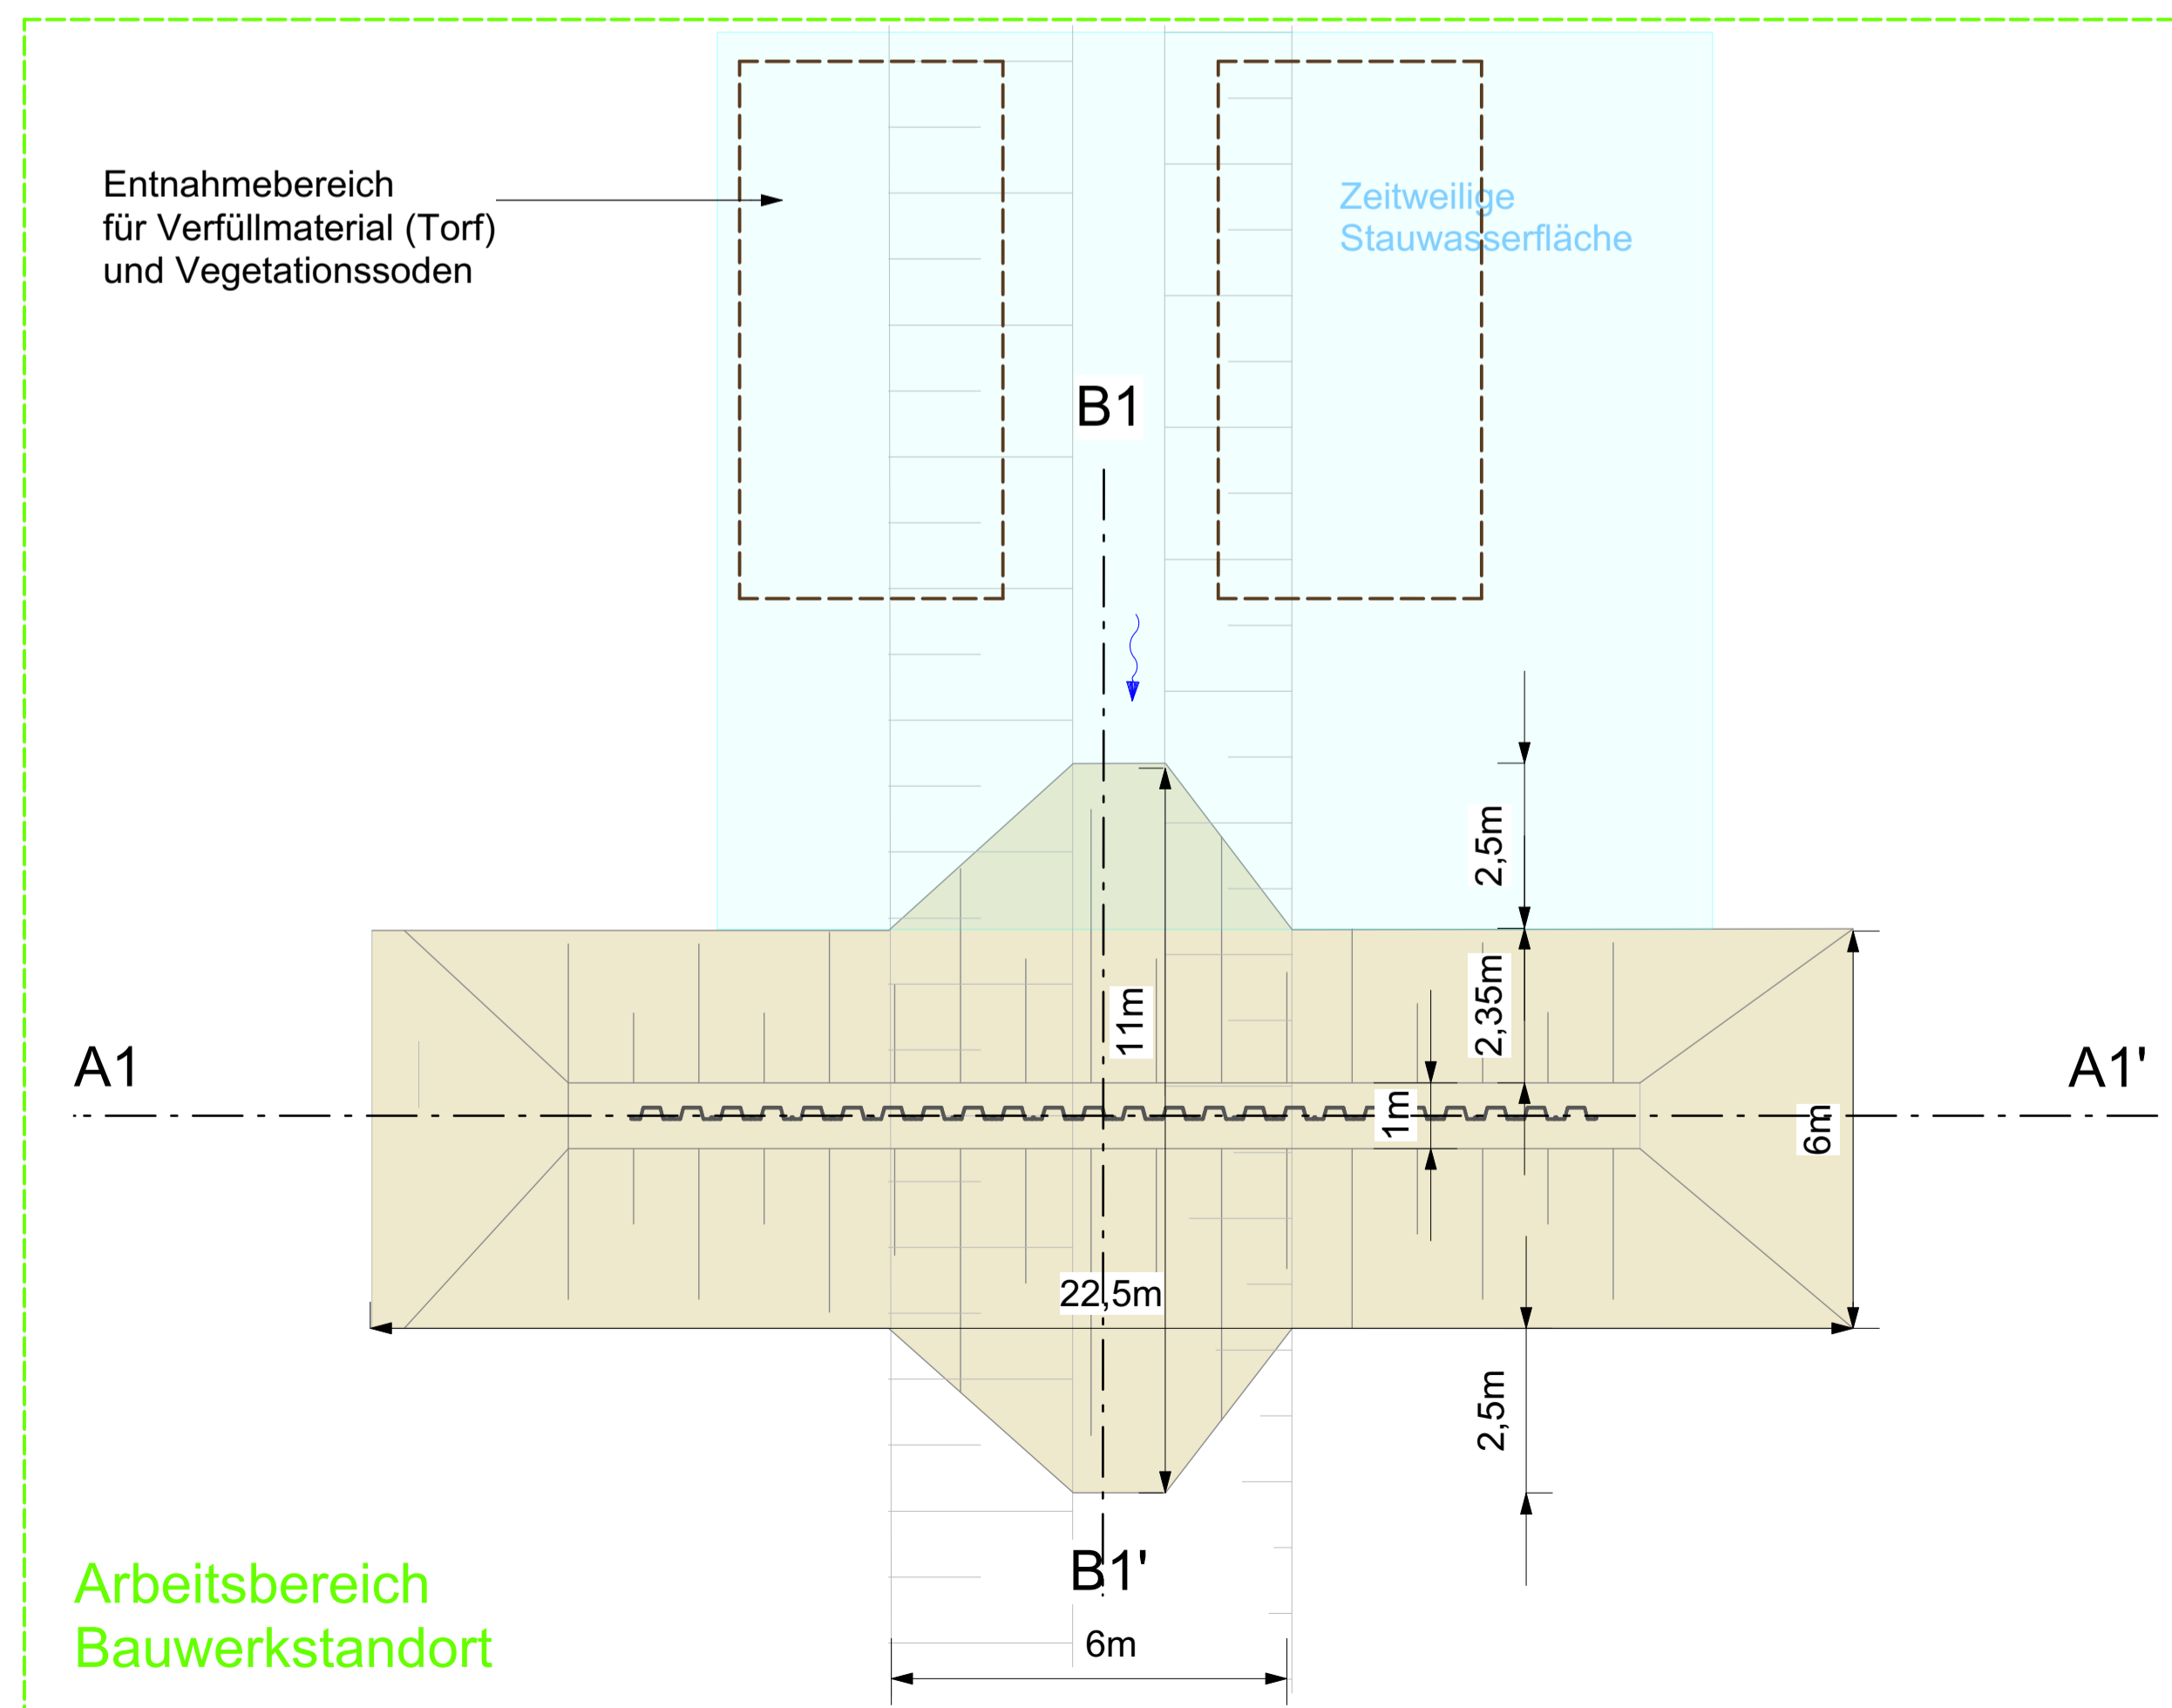 Entnahmebereich
für Verfüllmaterial (Torf)
und Vegetationssoden
Zeitweilige
Stauwasserfläche
B1
2,5m
2,35m
11m
A1
A1'
1m
6m
22,5m
2,5m
B1'
Arbeitsbereich
Bauwerkstandort
6m